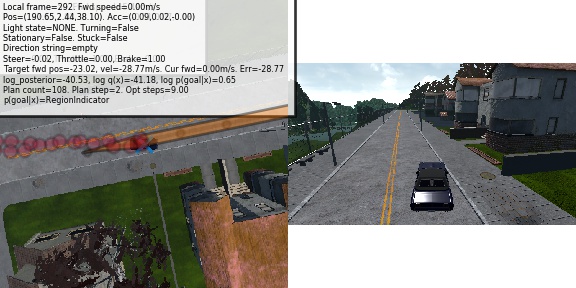 Local frame=292. Fwd speed=0.00m/s
Pos=(190.65,2.44,38.10). Acc=(0.09,0.02,-0.00)
Light state=NONE. Turning=False
Stationary=False. Stuck=False
Direction string=empty
Steer=-0.02, Throttle=0.00, Brake=1.00
Target fwd pos=-23.02, vel=-28.77m/s. Cur fwd=0.00m/s. Err=-28.77
log_posterior=-40.53, log q(x)=-41.18, log p(goal|x)=0.65
Plan count=108. Plan step=2. Opt steps=9.00
p(goal|x)=RegionIndicator